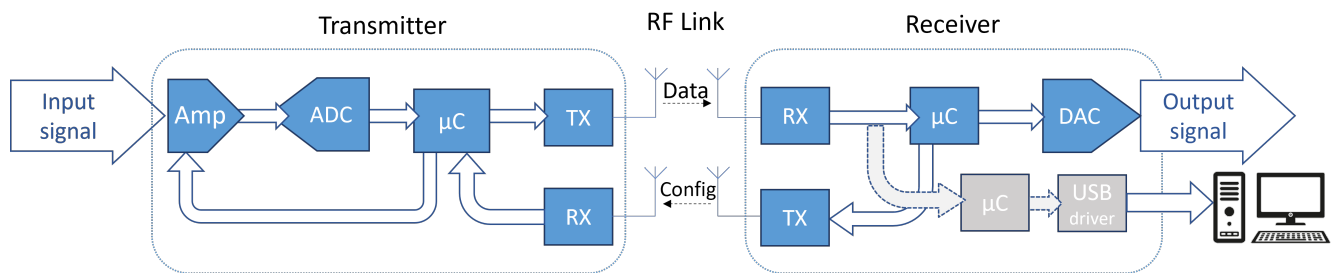 Transmitter
RF Link
Receiver
Input
signal
Amp
ADC
μC
TX
Data
RX
μC
DAC
Output
signal
RX
Config
TX
μC
USB
driver